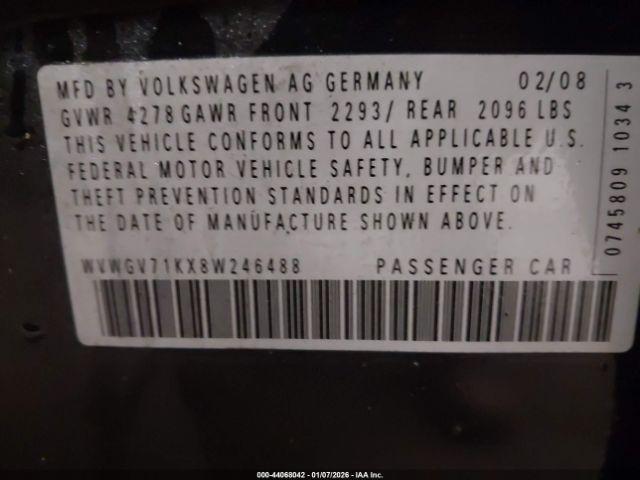 MFD BY VOLKSWAGEN AG GERMANY 02/08
GVWR 4278 GAWR FRONT 2293/ REAR 2096 LBS
THIS VEHICLE CONFORMS TO ALL APPLICABLE U.S.
FEDERAL MOTOR VEHICLE SAFETY, BUMPER AND
THEFT PREVENTION STANDARDS IN EFFECT ON
THE DATE OF MANUFACTURE SHOWN ABOVE.
WVWGV71KX8W246488 PASSENGER CAR
0745809 1034 3
000-44068042 - 01/07/2026 - IAA Inc.